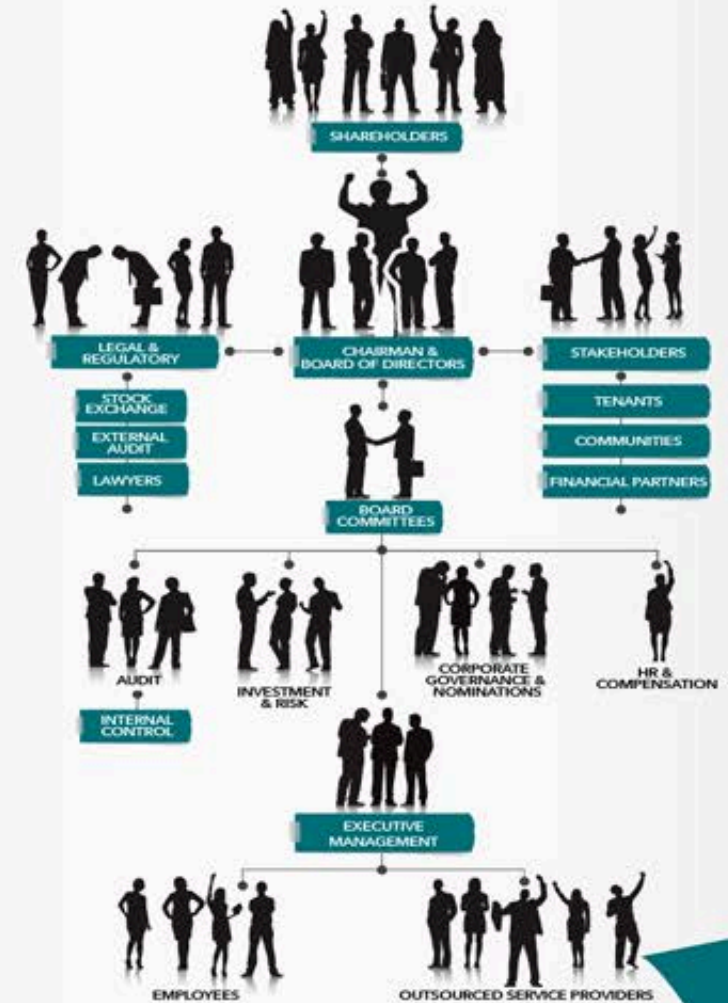 SHAREHOLDERS
LEGAL &
REGULATORY
CHAIRMAN &
BOARD OF DIRECTORS
STAKEHOLDERS
STOCK
EXCHANGE
EXTERNAL
AUDIT
LAWYERS
TENANTS
COMMUNITIES
FINANCIAL PARTNERS
BOARD
COMMITTEES
AUDIT
INVESTMENT
& RISK
CORPORATE
GOVERNANCE &
NOMINATIONS
HR &
COMPENSATION
INTERNAL
CONTROL
EXECUTIVE
MANAGEMENT
EMPLOYEES
OUTSOURCED SERVICE PROVIDERS